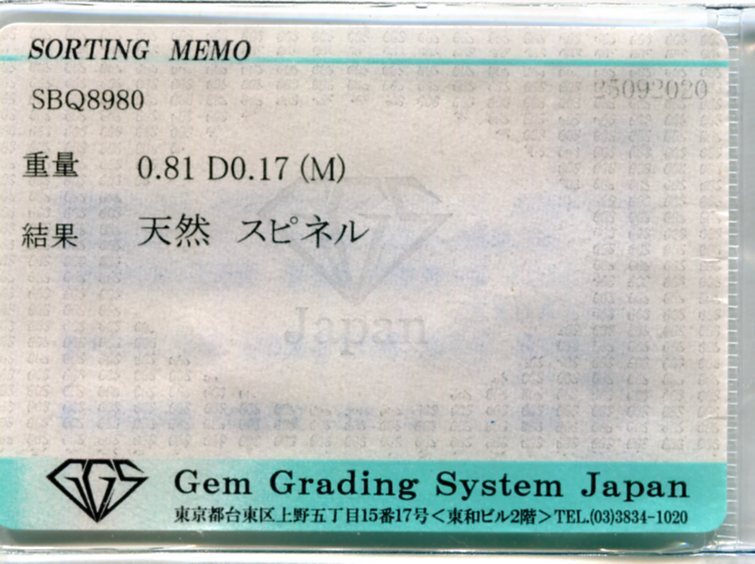 SORTING MEMO
SBQ8980
25092020
重量 0.81 D0.17 (M)
結果 天然 スピネル
GGS
Japan
GGS Gem Grading System Japan
東京都台東区上野五丁目15番17号＜東和ビル2階＞TEL.(03)3834-1020